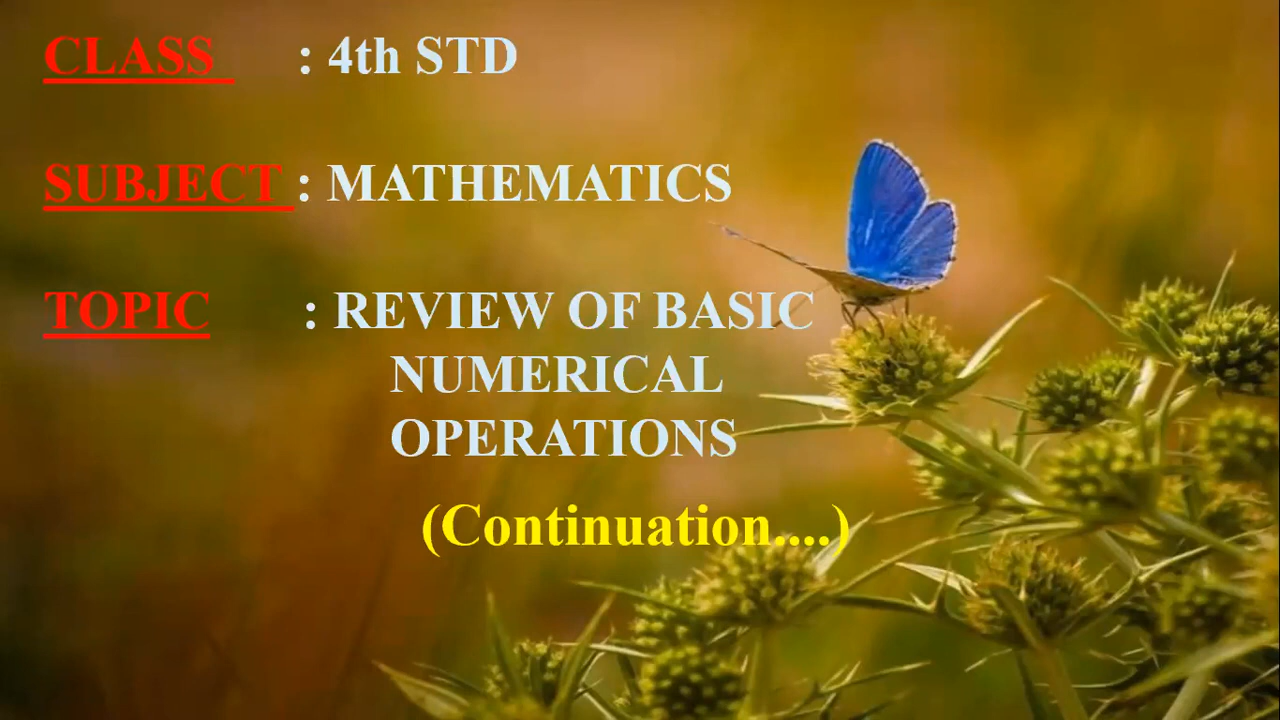 CLASS : 4th STD
SUBJECT : MATHEMATICS
TOPIC : REVIEW OF BASIC
NUMERICAL
OPERATIONS
(Continuation....)